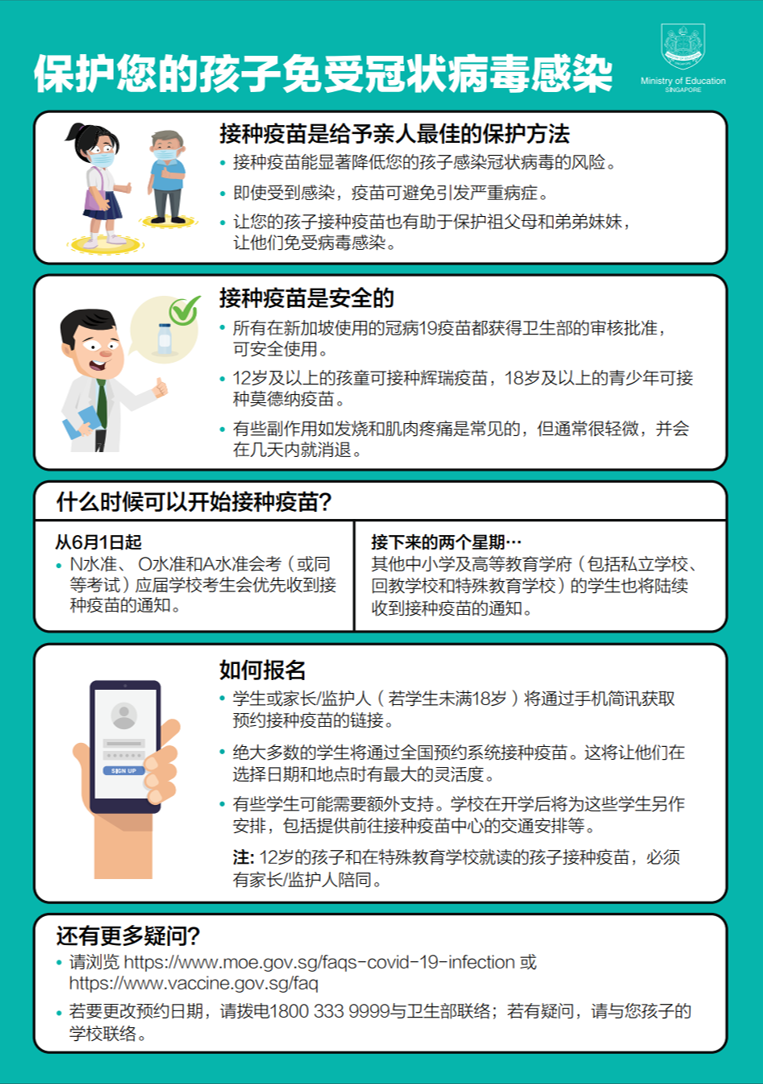 保护您的孩子免受冠状病毒感染
Ministry of Education
SINGAPORE
接种疫苗是给予亲人最佳的保护方法
• 接种疫苗能显著降低您的孩子感染冠状病毒的风险。
• 即使受到感染，疫苗可避免引发严重病症。
• 让您的孩子接种疫苗也有助于保护祖父母和弟弟妹妹，
让他们免受病毒感染。
接种疫苗是安全的
• 所有在新加坡使用的冠病19疫苗都获得卫生部的审核批准，
可安全使用。
• 12岁及以上的孩童可接种辉瑞疫苗，18岁及以上的青少年可接
种莫德纳疫苗。
• 有些副作用如发烧和肌肉疼痛是常见的，但通常很轻微，并会
在几天内就消退。
什么时候可以开始接种疫苗?
从6月1日起
• N水准、O水准和A水准会考（或同
等考试）应届学校考生会优先收到接
种疫苗的通知。
接下来的两个星期…
其他中小学及高等教育学府（包括私立学校、
回教学校和特殊教育学校）的学生也将陆续
收到接种疫苗的通知。
如何报名
• 学生或家长/监护人（若学生未满18岁）将通过手机简讯获取
预约接种疫苗的链接。
• 绝大多数的学生将通过全国预约系统接种疫苗。这将让他们在
选择日期和地点时有最大的灵活度。
• 有些学生可能需要额外支持。学校在开学后将为这些学生另作
安排，包括提供前往接种疫苗中心的交通安排等。
注: 12岁的孩子和在特殊教育学校就读的孩子接种疫苗，必须
有家长/监护人陪同。
SIGN UP
还有更多疑问?
• 请浏览 https://www.moe.gov.sg/faqs-covid-19-infection 或
https://www.vaccine.gov.sg/faq
• 若要更改预约日期，请拨电1800 333 9999与卫生部联络；若有疑问，请与您孩子的
学校联络。